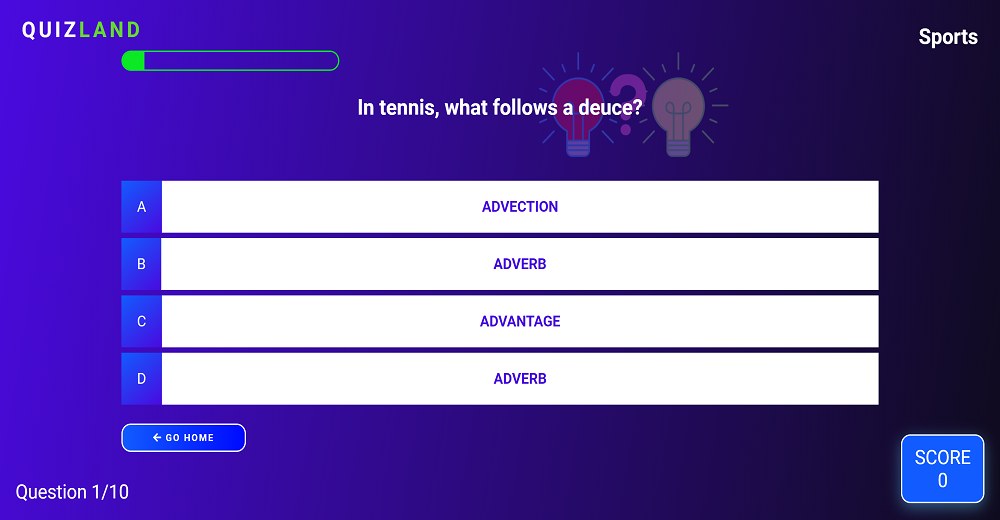 QUIZLAND
Sports
In tennis, what follows a deuce?
A ADVECTION
B ADVERB
C ADVANTAGE
D ADVERB
← GO HOME
SCORE
0
Question 1/10